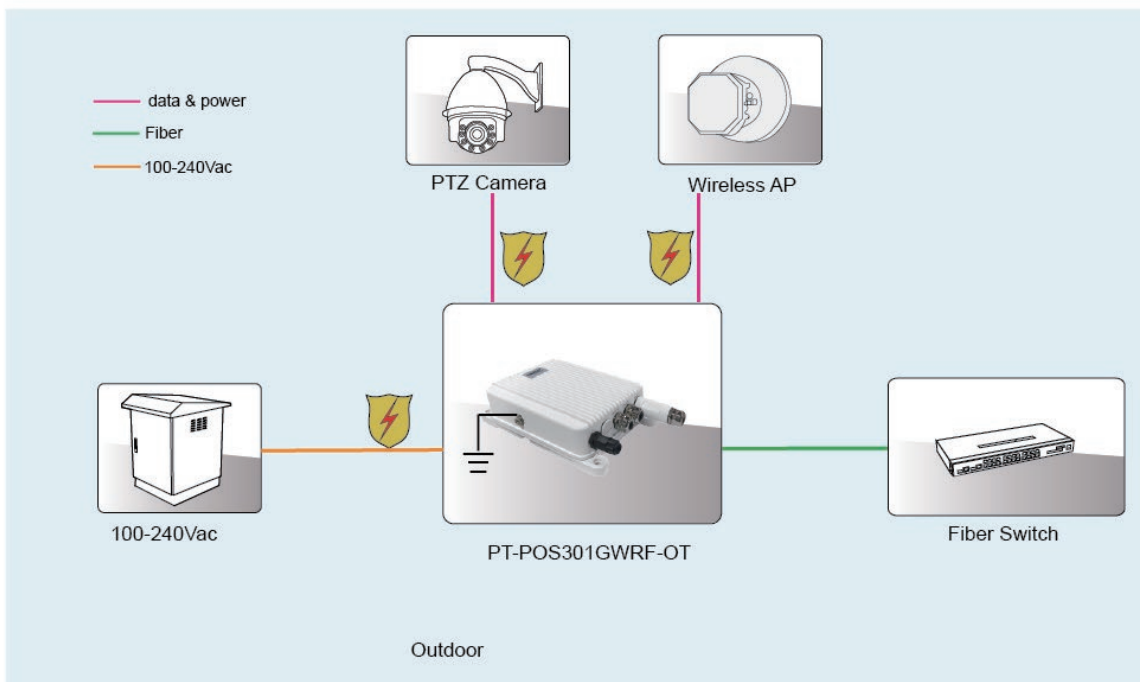 data & power
Fiber
100-240Vac
PTZ Camera
Wireless AP
100-240Vac
PT-POS301GWRF-OT
Fiber Switch
Outdoor